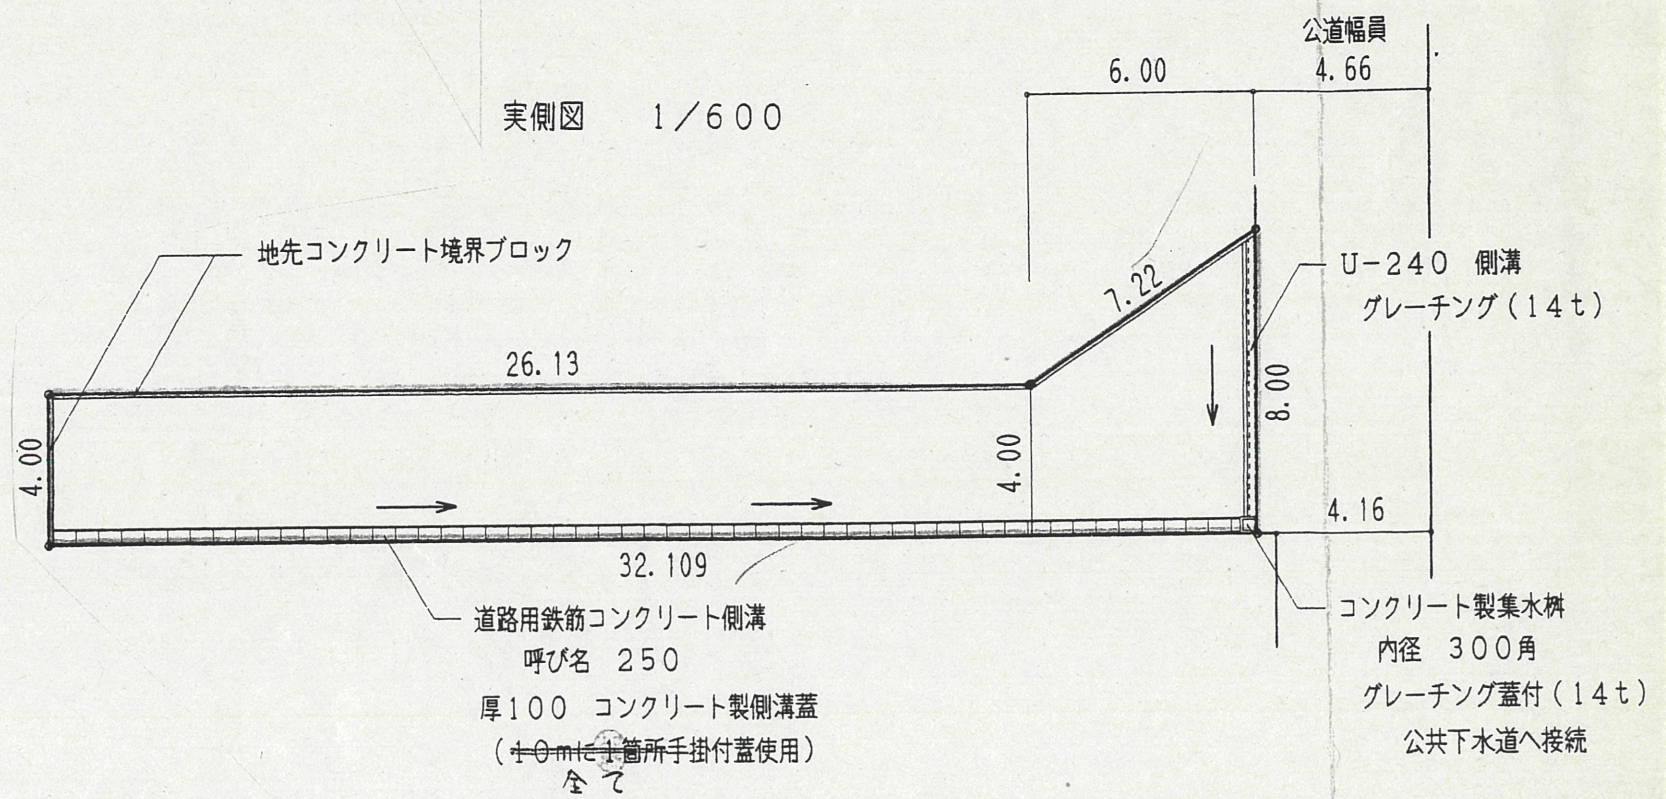 公道幅員
6.00
4.66
実側図 1/600
地先コンクリート境界ブロック
U-240 側溝
グレーチング(14t)
7.22
26.13
8.00
4.00
4.00
4.16
32.109
道路用鉄筋コンクリート側溝
呼び名 250
厚100 コンクリート製側溝蓋
(10mに1箇所手掛付蓋使用)
全て
コンクリート製集水桝
内径 300角
グレーチング蓋付(14t)
公共下水道へ接続